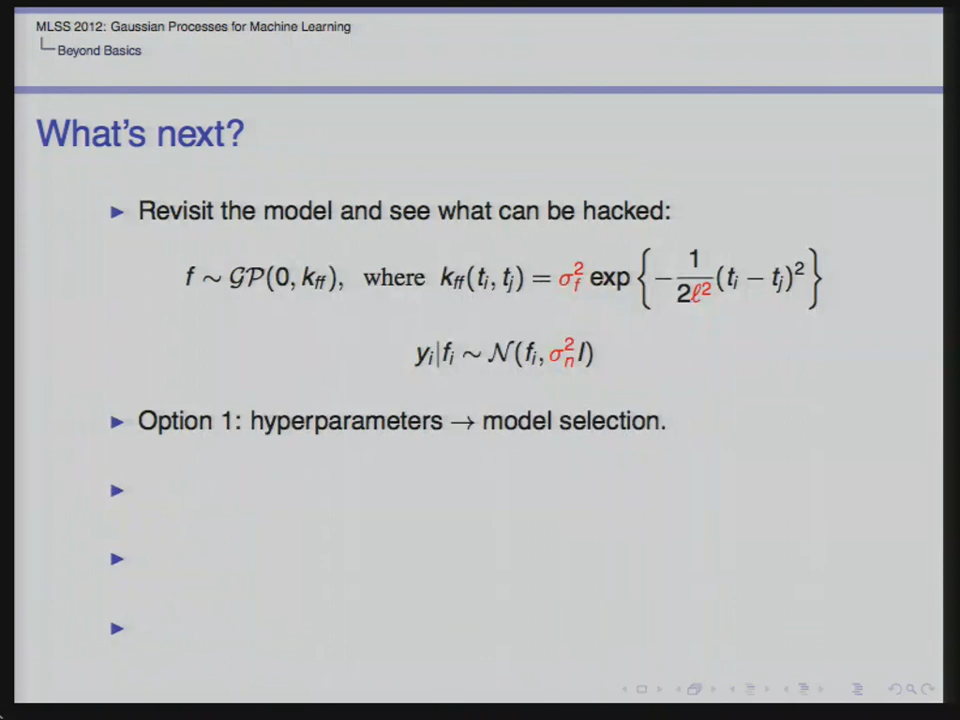 MLSS 2012: Gaussian Processes for Machine Learning
Beyond Basics
What's next?
► Revisit the model and see what can be hacked:
f ∼ 𝒢𝒫(0, k_ff), where k_ff(t_i, t_j) = σ_f^2 exp{−\frac{1}{2ℓ^2}(t_i − t_j)^2}
y_i|f_i ∼ 𝒩(f_i, σ_n^2 I)
► Option 1: hyperparameters → model selection.
►
►
►